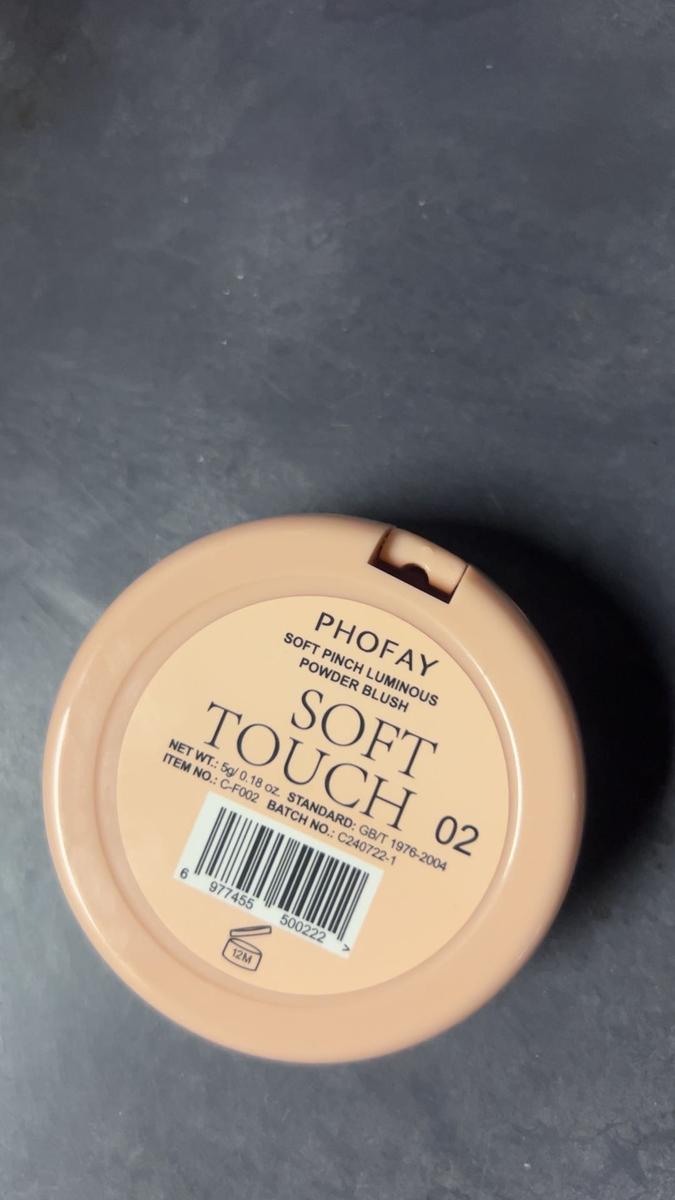 PHOFAY
SOFT PINCH LUMINOUS
POWDER BLUSH
SOFT
TOUCH 02
NET WT.: 5g/ 0.18 oz. STANDARD: GB/T 1976-2004
ITEM NO.: C-F002 BATCH NO.: C240722-1
6 977455 500222 7
12M